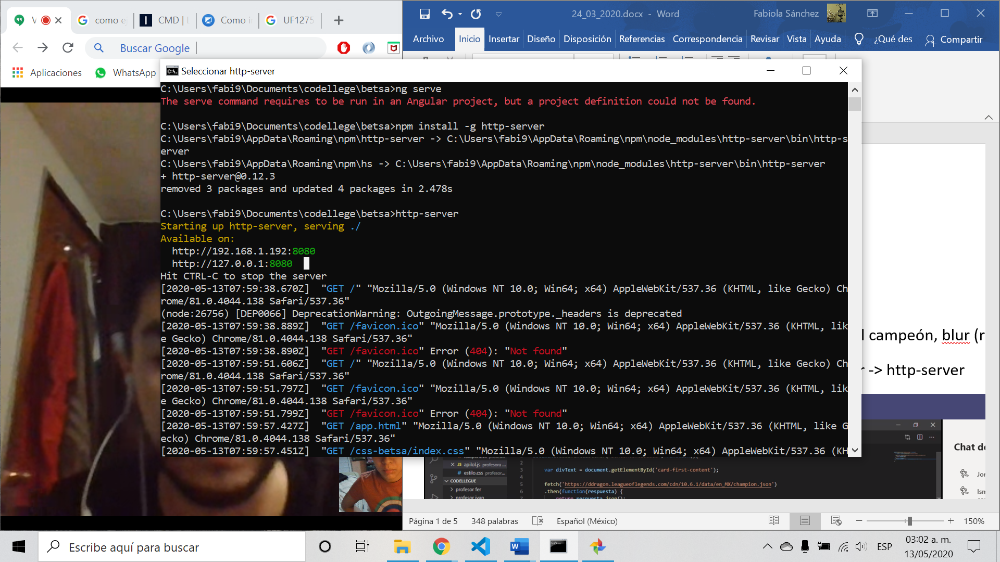 V
como e
CMD | L
Como i
UF1275
24_03_2020.docx - Word
Fabiola Sánchez
Buscar Google
Archivo
Inicio
Insertar
Diseño
Disposición
Referencias
Correspondencia
Revisar
Vista
Ayuda
¿Qué des
Compartir
Aplicaciones
WhatsApp
Seleccionar http-server
C:\Users\fabi9\Documents\codellege\betsa>ng serve
The serve command requires to be run in an Angular project, but a project definition could not be found.
C:\Users\fabi9\Documents\codellege\betsa>npm install -g http-server
C:\Users\fabi9\AppData\Roaming\npm\http-server -> C:\Users\fabi9\AppData\Roaming\npm\node_modules\http-server\bin\http-s
erver
C:\Users\fabi9\AppData\Roaming\npm\hs -> C:\Users\fabi9\AppData\Roaming\npm\node_modules\http-server\bin\http-server
+ http-server@0.12.3
removed 3 packages and updated 4 packages in 2.478s
C:\Users\fabi9\Documents\codellege\betsa>http-server
Starting up http-server, serving ./
Available on:
http://192.168.1.192:8080
http://127.0.0.1:8080
Hit CTRL-C to stop the server
[2020-05-13T07:59:38.670Z]  "GET /" "Mozilla/5.0 (Windows NT 10.0; Win64; x64) AppleWebKit/537.36 (KHTML, like Gecko) Ch
rome/81.0.4044.138 Safari/537.36"
(node:26756) [DEP0066] DeprecationWarning: OutgoingMessage.prototype._headers is deprecated
[2020-05-13T07:59:38.889Z]  "GET /favicon.ico" "Mozilla/5.0 (Windows NT 10.0; Win64; x64) AppleWebKit/537.36 (KHTML, lik
e Gecko) Chrome/81.0.4044.138 Safari/537.36"
[2020-05-13T07:59:38.890Z]  "GET /favicon.ico" Error (404): "Not found"
[2020-05-13T07:59:51.606Z]  "GET /" "Mozilla/5.0 (Windows NT 10.0; Win64; x64) AppleWebKit/537.36 (KHTML, like Gecko) Ch
rome/81.0.4044.138 Safari/537.36"
[2020-05-13T07:59:51.797Z]  "GET /favicon.ico" "Mozilla/5.0 (Windows NT 10.0; Win64; x64) AppleWebKit/537.36 (KHTML, lik
e Gecko) Chrome/81.0.4044.138 Safari/537.36"
[2020-05-13T07:59:51.799Z]  "GET /favicon.ico" Error (404): "Not found"
[2020-05-13T07:59:57.427Z]  "GET /app.html" "Mozilla/5.0 (Windows NT 10.0; Win64; x64) AppleWebKit/537.36 (KHTML, like G
ecko) Chrome/81.0.4044.138 Safari/537.36"
[2020-05-13T07:59:57.451Z]  "GET /css-betsa/index.css" "Mozilla/5.0 (Windows NT 10.0; Win64; x64) AppleWebKit/537.36 (KH
l campeón, blur (r
r -> http-server
Chat de
Jor
Ism
JS apilol.js profesora ...
# estilo.css profesor...
CODELLEGUE
profesor fer
profesor ivan
2
3 var divText = document.getElementById('card-first-content');
4
5 fetch('https://ddragon.leagueoflegends.com/cdn/10.6.1/data/en_MX/champion.json')
6 .then(function(respuesta) {
7 return respuesta.json();
Página 1 de 5
348 palabras
Español (México)
150%
Escribe aquí para buscar
ESP
03:02 a. m.
13/05/2020